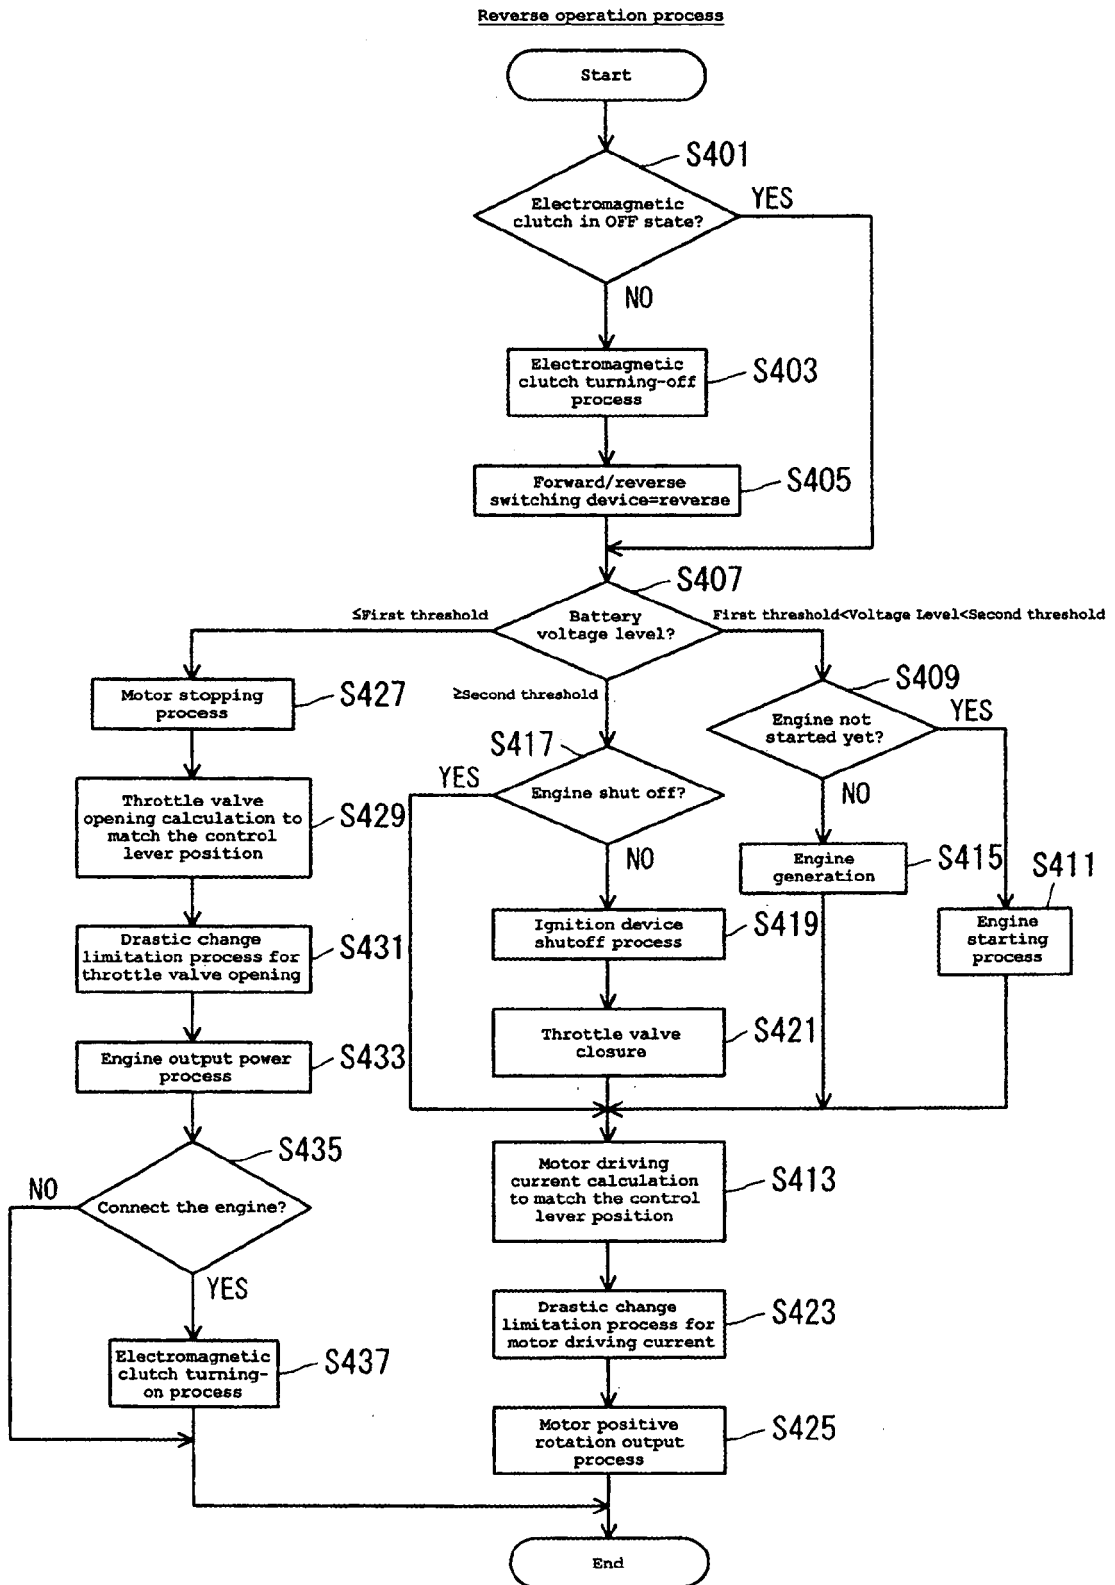 Reverse operation process
Start
S401
Electromagnetic
clutch in OFF state?
YES
NO
Electromagnetic
clutch turning-off
process
S403
Forward/reverse
switching device=reverse
S405
S407
Battery
voltage level?
≤First threshold
First threshold<Voltage Level<Second threshold
≥Second threshold
Motor stopping
process
S427
S409
Engine not
started yet?
YES
NO
S417
Engine shut off?
YES
NO
Throttle valve
opening calculation to
match the control
lever position
S429
Engine
generation
S415
S411
Engine
starting
process
Ignition device
shutoff process
S419
Drastic change
limitation process for
throttle valve opening
S431
Throttle valve
closure
S421
Engine output power
process
S433
S435
Connect the engine?
NO
YES
Motor driving
current calculation
to match the control
lever position
S413
Drastic change
limitation process for
motor driving current
S423
Electromagnetic
clutch turning-
on process
S437
Motor positive
rotation output
process
S425
End